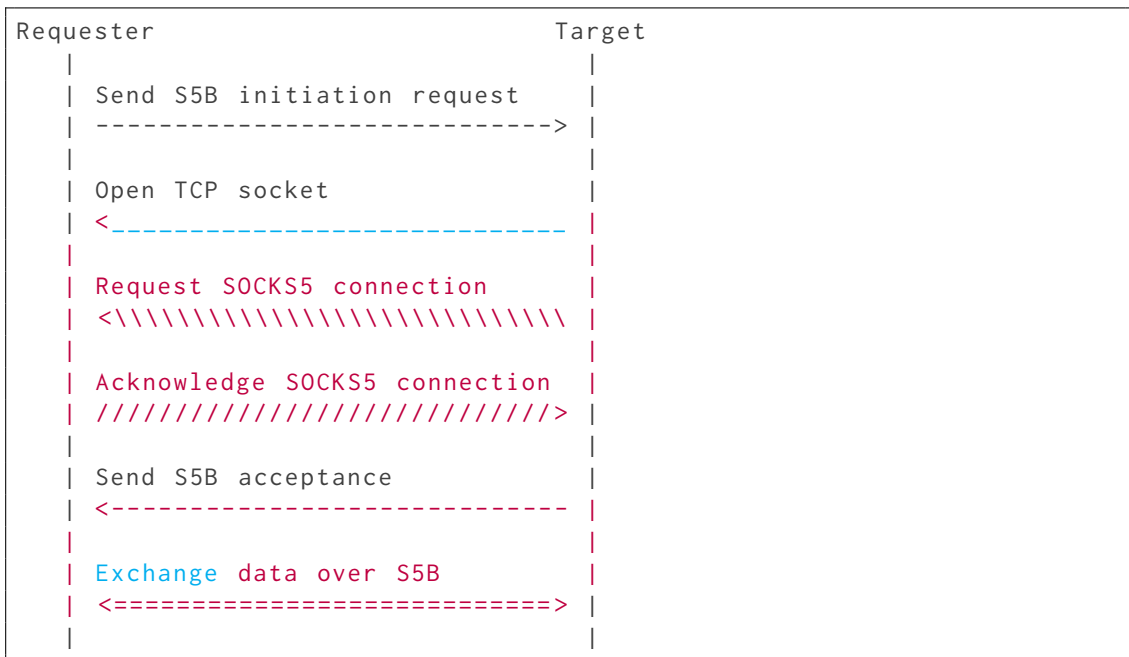 Requester                         Target
   |                                |
   | Send S5B initiation request    |
   | -----------------------------> |
   |                                |
   | Open TCP socket                |
   | <_____________________________ |
   |                                |
   | Request SOCKS5 connection      |
   | <\\\\\\\\\\\\\\\\\\\\\\\\\\\\\ |
   |                                |
   | Acknowledge SOCKS5 connection  |
   | /////////////////////////////> |
   |                                |
   | Send S5B acceptance            |
   | <----------------------------- |
   |                                |
   | Exchange data over S5B         |
   | <============================> |
   |                                |